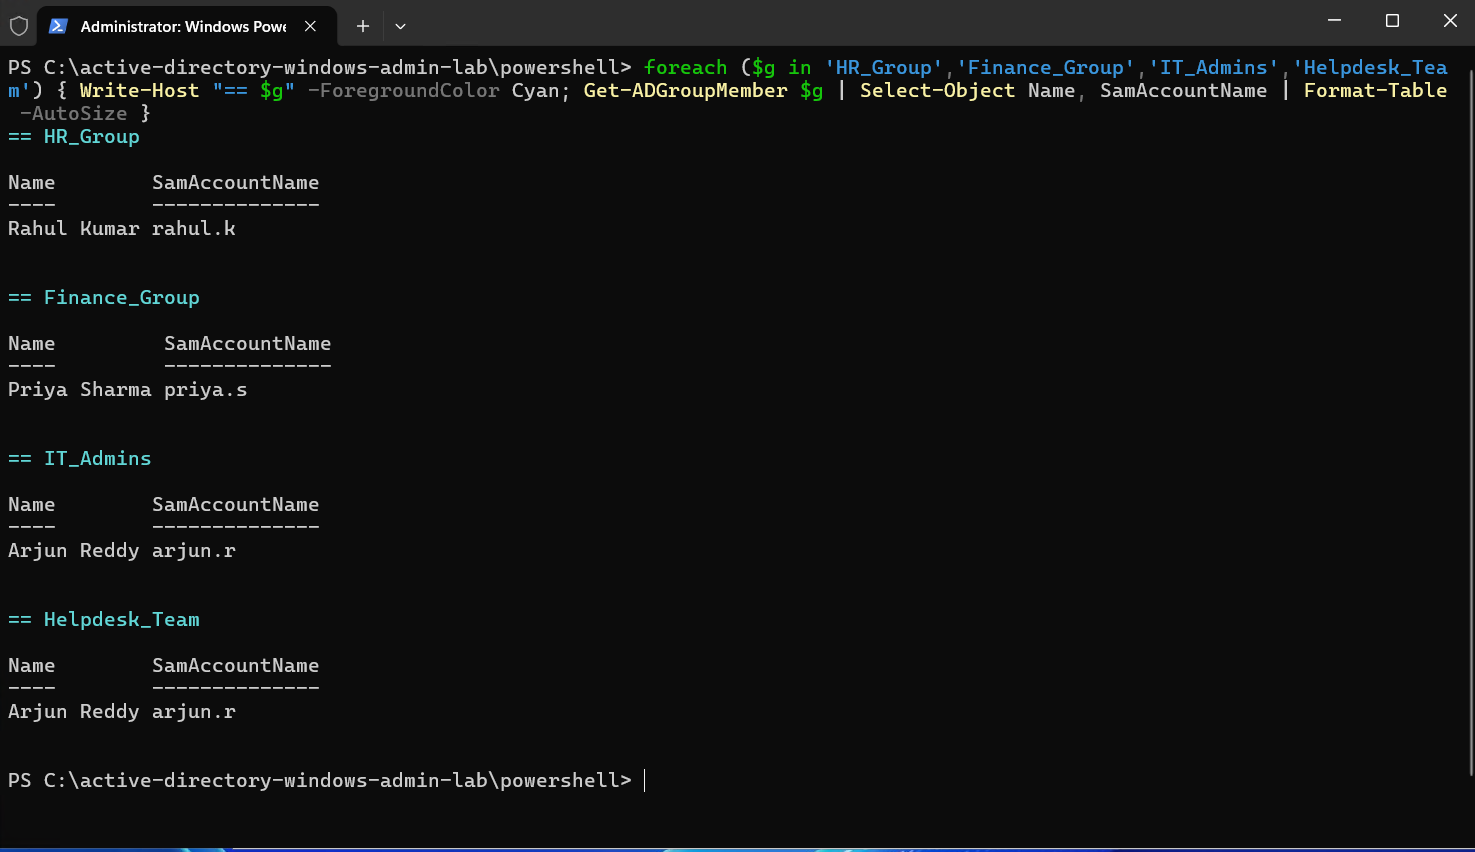 Administrator: Windows Powe
PS C:\active-directory-windows-admin-lab\powershell> foreach ($g in 'HR_Group','Finance_Group','IT_Admins','Helpdesk_Tea
m') { Write-Host "== $g" -ForegroundColor Cyan; Get-ADGroupMember $g | Select-Object Name, SamAccountName | Format-Table
 -AutoSize }
== HR_Group
Name        SamAccountName
----        --------------
Rahul Kumar rahul.k
== Finance_Group
Name         SamAccountName
----         --------------
Priya Sharma priya.s
== IT_Admins
Name        SamAccountName
----        --------------
Arjun Reddy arjun.r
== Helpdesk_Team
Name        SamAccountName
----        --------------
Arjun Reddy arjun.r
PS C:\active-directory-windows-admin-lab\powershell>